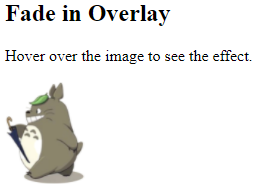 Fade in Overlay
Hover over the image to see the effect.